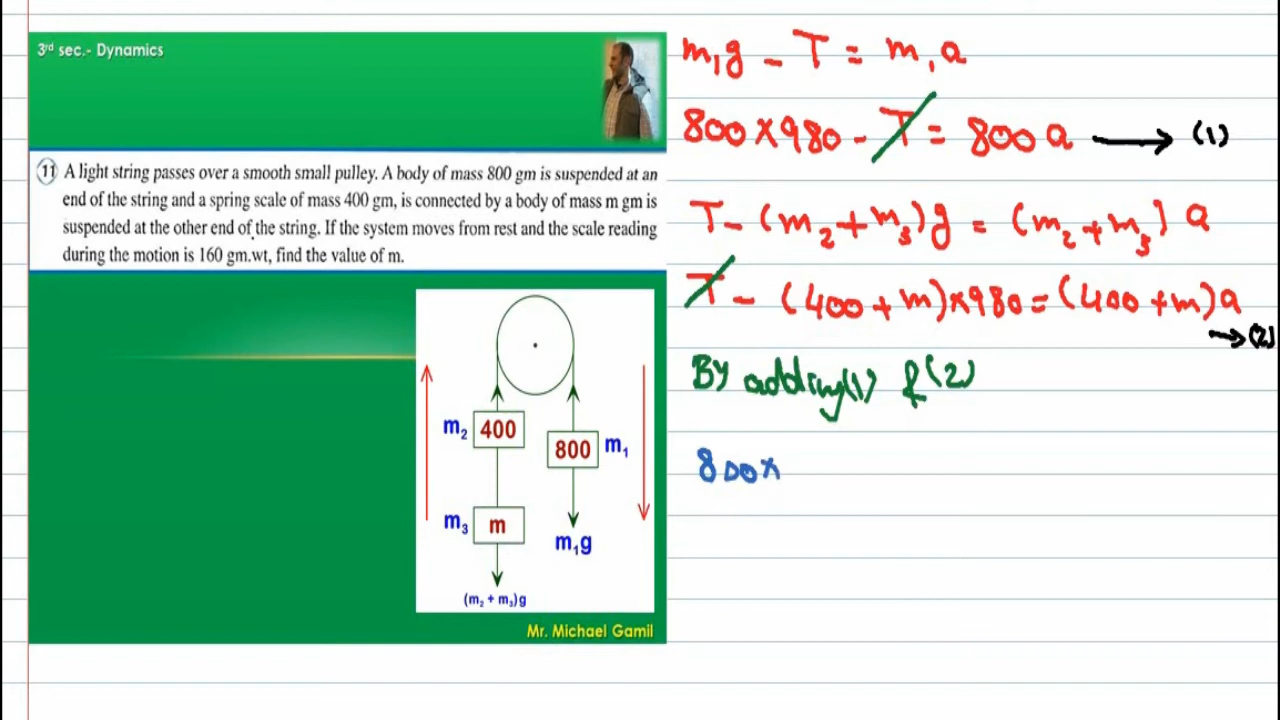 3rd sec.- Dynamics
11 A light string passes over a smooth small pulley. A body of mass 800 gm is suspended at an
end of the string and a spring scale of mass 400 gm, is connected by a body of mass m gm is
suspended at the other end of the string. If the system moves from rest and the scale reading
during the motion is 160 gm.wt, find the value of m.
m₂ 400
800 m₁
m₃ m
m₁g
(m₂ + m₃)g
Mr. Michael Gamil
m₁g - T = m₁a
800×980 - T = 800a → (1)
T - (m₂+m₃)g = (m₂+m₃)a
T - (400+m)×980 = (400+m)a
→(2)
By adding(1) & (2)
800×